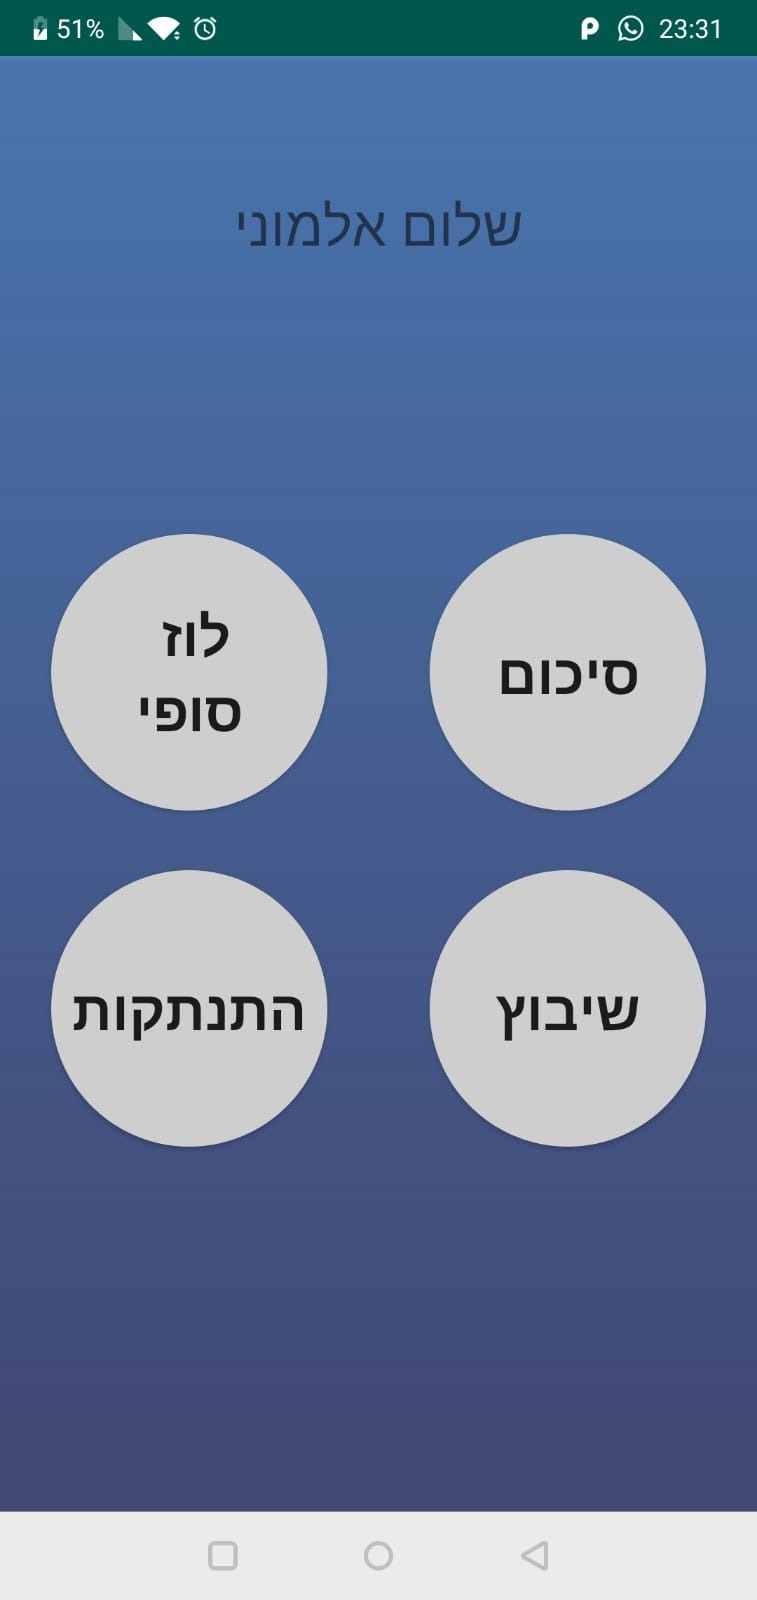 51% 23:31
שלום אלמוני
סיכום
לוז
סופי
שיבוץ
התנתקות